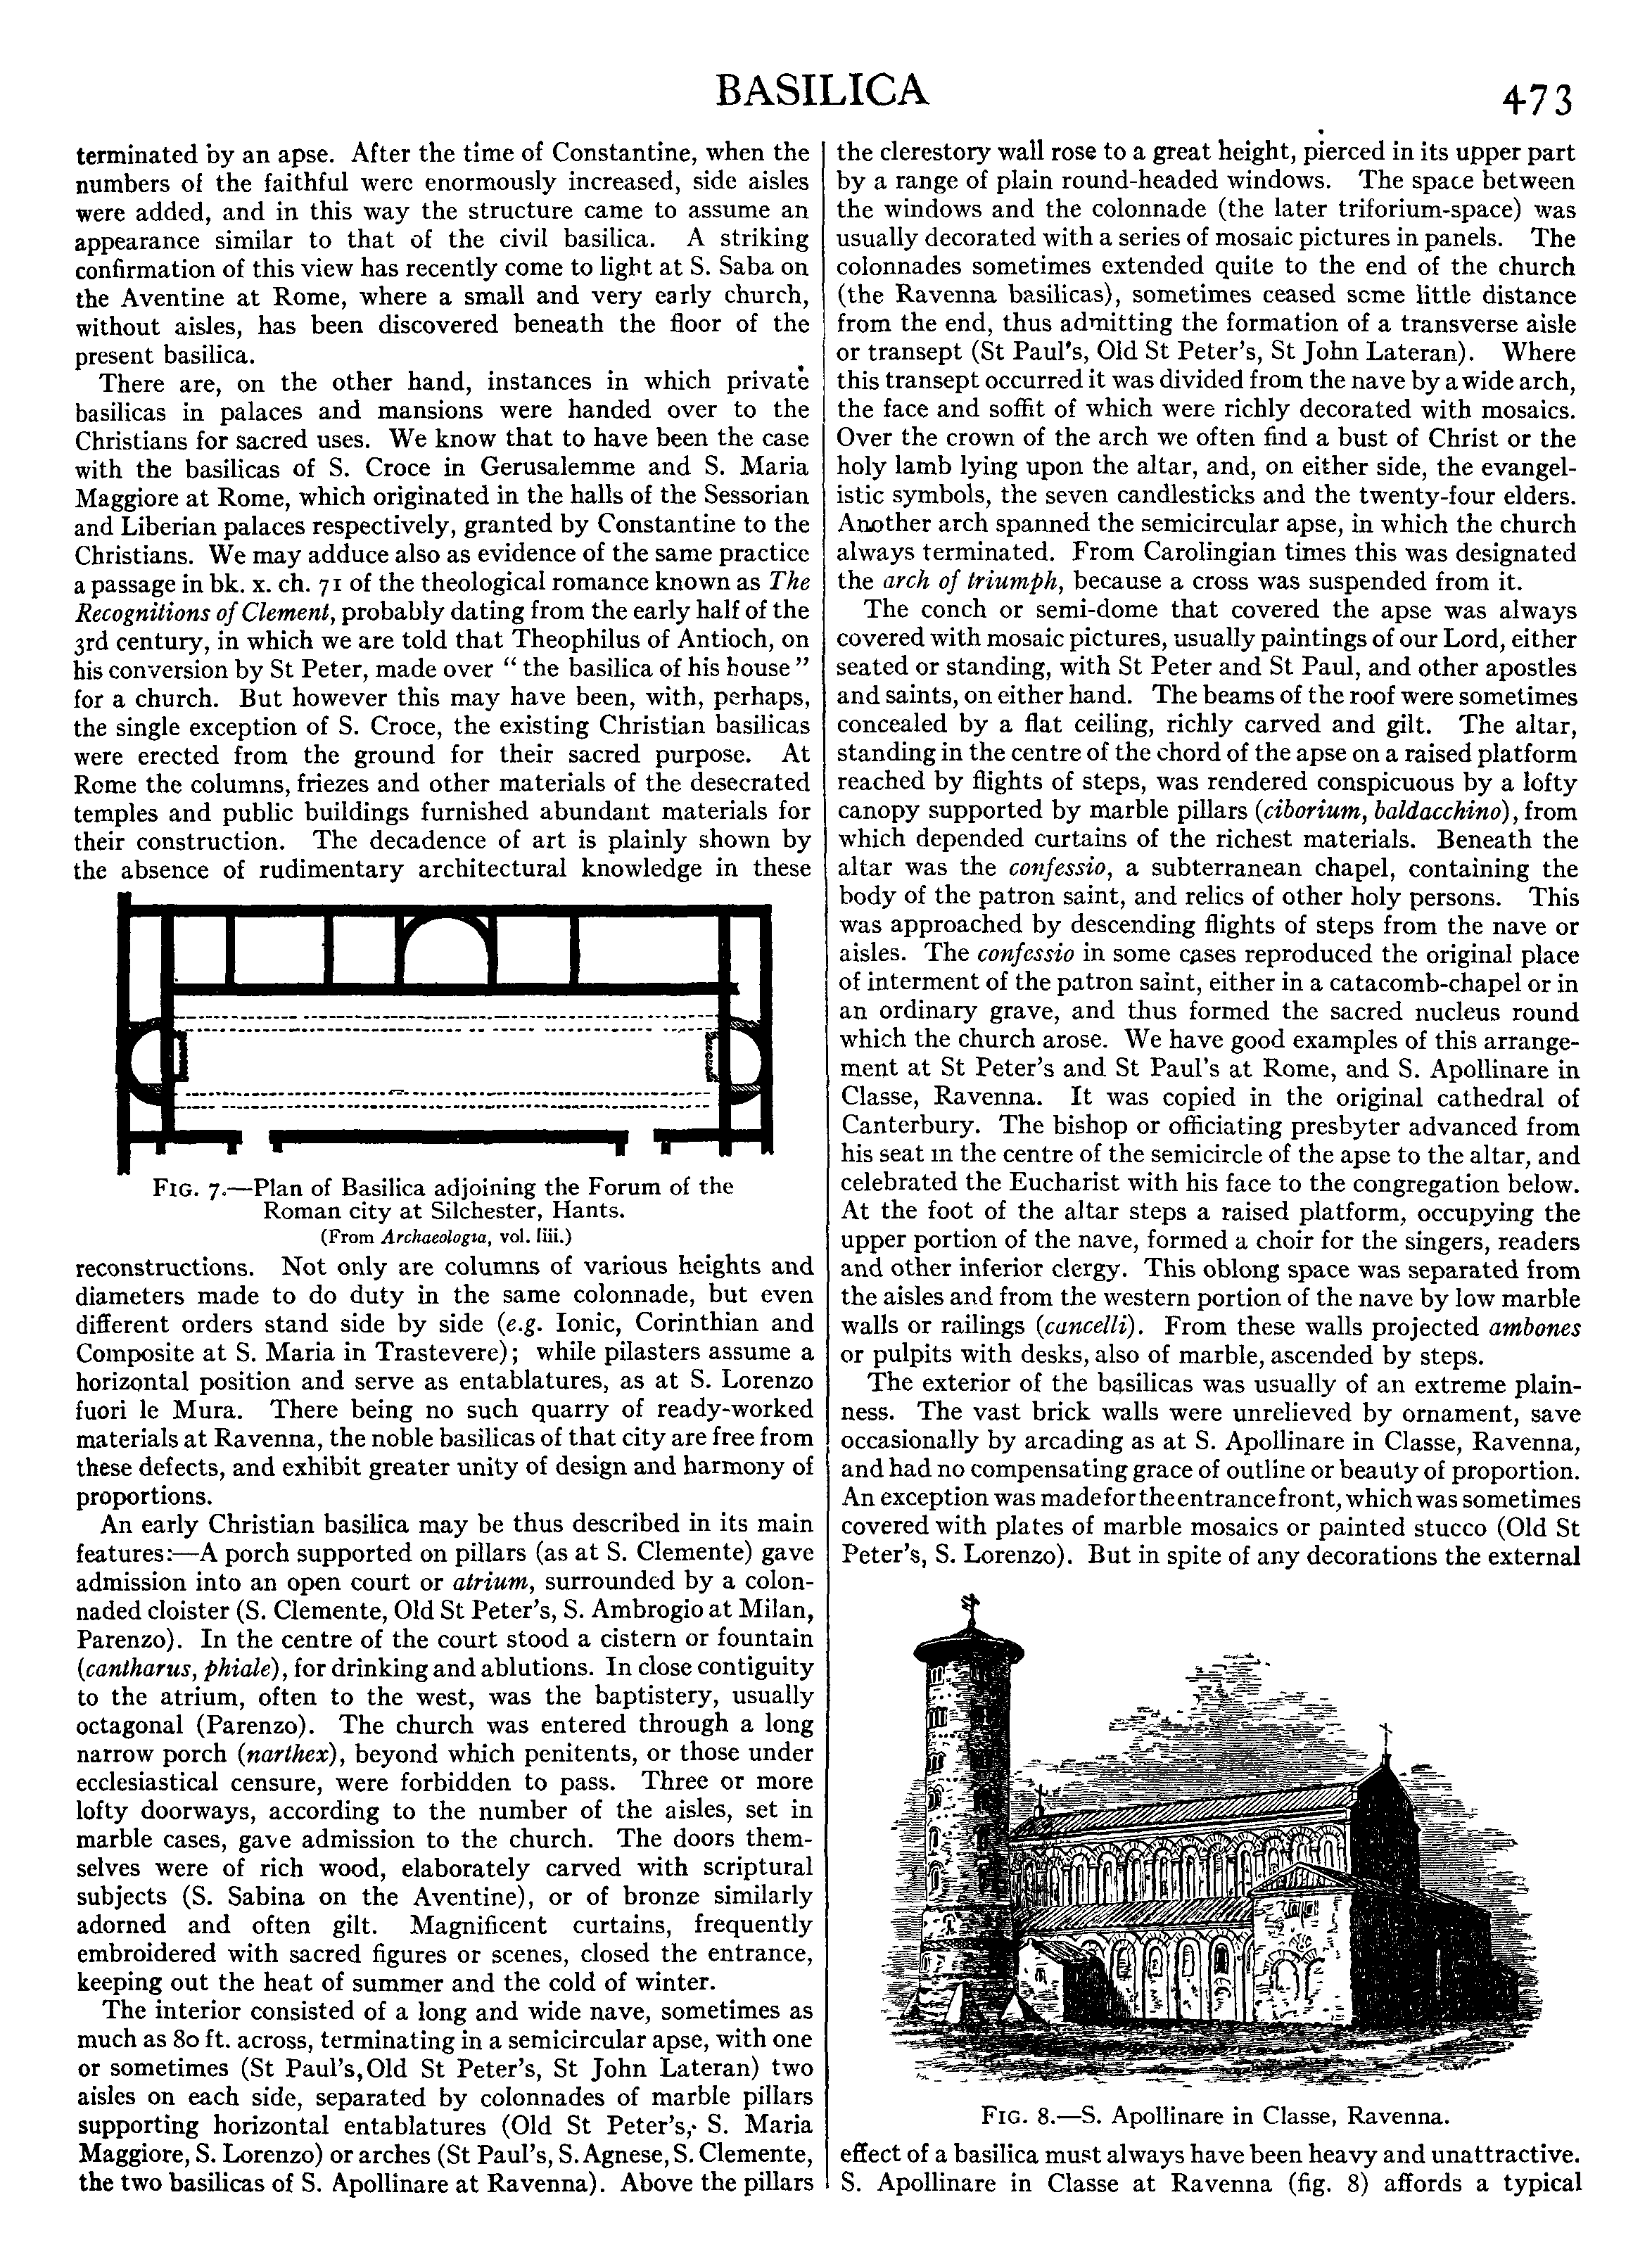 BASILICA
473
terminated by an apse. After the time of Constantine, when the
numbers of the faithful were enormously increased, side aisles
were added, and in this way the structure came to assume an
appearance similar to that of the civil basilica. A striking
confirmation of this view has recently come to light at S. Saba on
the Aventine at Rome, where a small and very early church,
without aisles, has been discovered beneath the floor of the
present basilica.
There are, on the other hand, instances in which private
basilicas in palaces and mansions were handed over to the
Christians for sacred uses. We know that to have been the case
with the basilicas of S. Croce in Gerusalemme and S. Maria
Maggiore at Rome, which originated in the halls of the Sessorian
and Liberian palaces respectively, granted by Constantine to the
Christians. We may adduce also as evidence of the same practice
a passage in bk. x. ch. 71 of the theological romance known as The
Recognitions of Clement, probably dating from the early half of the
3rd century, in which we are told that Theophilus of Antioch, on
his conversion by St Peter, made over “ the basilica of his house ”
for a church. But however this may have been, with, perhaps,
the single exception of S. Croce, the existing Christian basilicas
were erected from the ground for their sacred purpose. At
Rome the columns, friezes and other materials of the desecrated
temples and public buildings furnished abundant materials for
their construction. The decadence of art is plainly shown by
the absence of rudimentary architectural knowledge in these
FIG. 7.—Plan of Basilica adjoining the Forum of the
Roman city at Silchester, Hants.
(From Archaeologia, vol. liii.)
reconstructions. Not only are columns of various heights and
diameters made to do duty in the same colonnade, but even
different orders stand side by side (e.g. Ionic, Corinthian and
Composite at S. Maria in Trastevere); while pilasters assume a
horizontal position and serve as entablatures, as at S. Lorenzo
fuori le Mura. There being no such quarry of ready-worked
materials at Ravenna, the noble basilicas of that city are free from
these defects, and exhibit greater unity of design and harmony of
proportions.
An early Christian basilica may be thus described in its main
features:—A porch supported on pillars (as at S. Clemente) gave
admission into an open court or atrium, surrounded by a colon-
naded cloister (S. Clemente, Old St Peter's, S. Ambrogio at Milan,
Parenzo). In the centre of the court stood a cistern or fountain
(cantharus, phiale), for drinking and ablutions. In close contiguity
to the atrium, often to the west, was the baptistery, usually
octagonal (Parenzo). The church was entered through a long
narrow porch (narthex), beyond which penitents, or those under
ecclesiastical censure, were forbidden to pass. Three or more
lofty doorways, according to the number of the aisles, set in
marble cases, gave admission to the church. The doors them-
selves were of rich wood, elaborately carved with scriptural
subjects (S. Sabina on the Aventine), or of bronze similarly
adorned and often gilt. Magnificent curtains, frequently
embroidered with sacred figures or scenes, closed the entrance,
keeping out the heat of summer and the cold of winter.
The interior consisted of a long and wide nave, sometimes as
much as 80 ft. across, terminating in a semicircular apse, with one
or sometimes (St Paul's, Old St Peter's, St John Lateran) two
aisles on each side, separated by colonnades of marble pillars
supporting horizontal entablatures (Old St Peter's, S. Maria
Maggiore, S. Lorenzo) or arches (St Paul's, S. Agnese, S. Clemente,
the two basilicas of S. Apollinare at Ravenna). Above the pillars
the clerestory wall rose to a great height, pierced in its upper part
by a range of plain round-headed windows. The space between
the windows and the colonnade (the later triforium-space) was
usually decorated with a series of mosaic pictures in panels. The
colonnades sometimes extended quite to the end of the church
(the Ravenna basilicas), sometimes ceased some little distance
from the end, thus admitting the formation of a transverse aisle
or transept (St Paul's, Old St Peter's, St John Lateran). Where
this transept occurred it was divided from the nave by a wide arch,
the face and soffit of which were richly decorated with mosaics.
Over the crown of the arch we often find a bust of Christ or the
holy lamb lying upon the altar, and, on either side, the evangel-
istic symbols, the seven candlesticks and the twenty-four elders.
Another arch spanned the semicircular apse, in which the church
always terminated. From Carolingian times this was designated
the arch of triumph, because a cross was suspended from it.
The conch or semi-dome that covered the apse was always
covered with mosaic pictures, usually paintings of our Lord, either
seated or standing, with St Peter and St Paul, and other apostles
and saints, on either hand. The beams of the roof were sometimes
concealed by a flat ceiling, richly carved and gilt. The altar,
standing in the centre of the chord of the apse on a raised platform
reached by flights of steps, was rendered conspicuous by a lofty
canopy supported by marble pillars (ciborium, baldacchino), from
which depended curtains of the richest materials. Beneath the
altar was the confessio, a subterranean chapel, containing the
body of the patron saint, and relics of other holy persons. This
was approached by descending flights of steps from the nave or
aisles. The confessio in some cases reproduced the original place
of interment of the patron saint, either in a catacomb-chapel or in
an ordinary grave, and thus formed the sacred nucleus round
which the church arose. We have good examples of this arrange-
ment at St Peter's and St Paul's at Rome, and S. Apollinare in
Classe, Ravenna. It was copied in the original cathedral of
Canterbury. The bishop or officiating presbyter advanced from
his seat in the centre of the semicircle of the apse to the altar, and
celebrated the Eucharist with his face to the congregation below.
At the foot of the altar steps a raised platform, occupying the
upper portion of the nave, formed a choir for the singers, readers
and other inferior clergy. This oblong space was separated from
the aisles and from the western portion of the nave by low marble
walls or railings (cancelli). From these walls projected ambones
or pulpits with desks, also of marble, ascended by steps.
The exterior of the basilicas was usually of an extreme plain-
ness. The vast brick walls were unrelieved by ornament, save
occasionally by arcading as at S. Apollinare in Classe, Ravenna,
and had no compensating grace of outline or beauty of proportion.
An exception was made for the entrance front, which was sometimes
covered with plates of marble mosaics or painted stucco (Old St
Peter's, S. Lorenzo). But in spite of any decorations the external
FIG. 8.—S. Apollinare in Classe, Ravenna.
effect of a basilica must always have been heavy and unattractive.
S. Apollinare in Classe at Ravenna (fig. 8) affords a typical